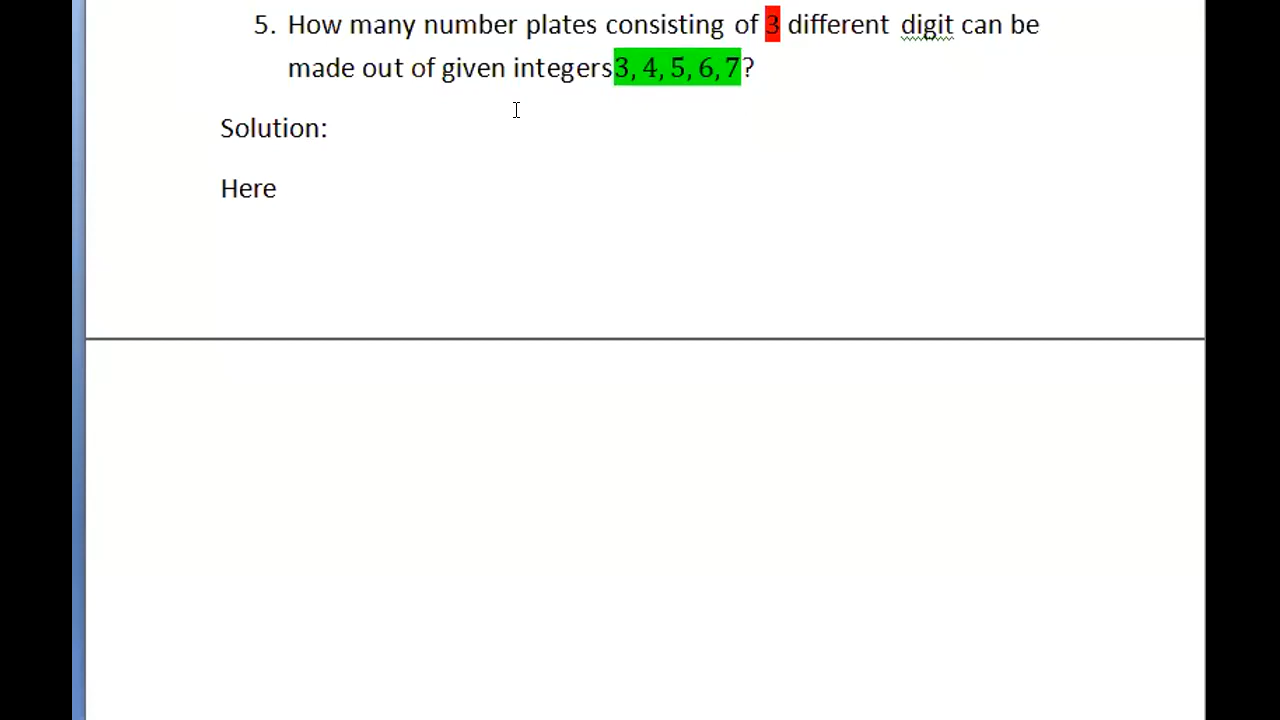 5. How many number plates consisting of 3 different digit can be
made out of given integers3, 4, 5, 6, 7?
Solution:
Here